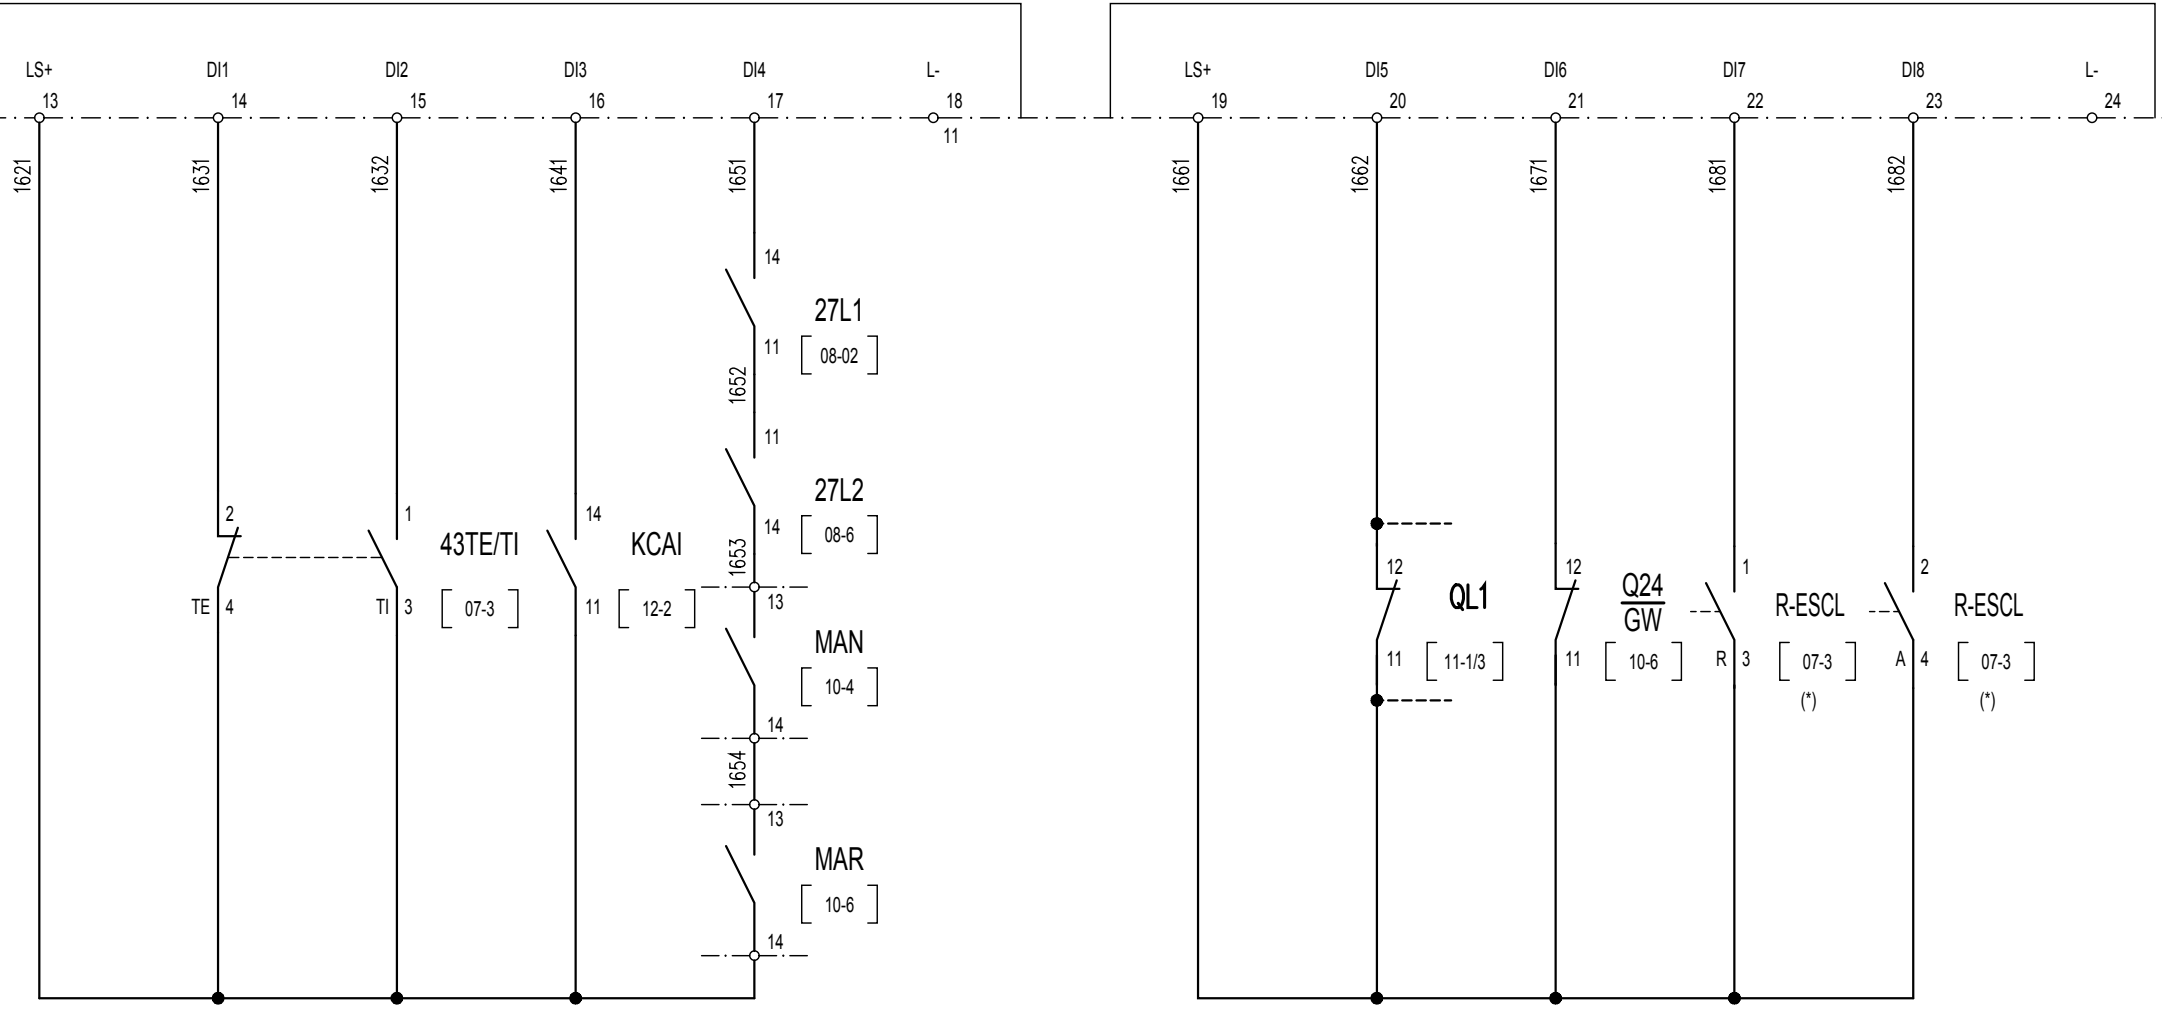 LS+ DI1 DI2 DI3 DI4 L- LS+ DI5 DI6 DI7 DI8 L-
13 14 15 16 17 18 19 20 21 22 23 24
11
1621 1631 1632 1641 1651 1661 1662 1671 1681 1682
14
27L1
11 08-02
1652
11
27L2
14 08-6
1653
2 1 43TE/TI 14 KCAI
TE 4 TI 3 07-3 11 12-2
13
MAN
10-4
14
1654
13
MAR
10-6
14
12 QL1 12 Q24 1 R-ESCL 2 R-ESCL
GW
11 11-1/3 11 10-6 R 3 07-3 A 4 07-3
(*) (*)